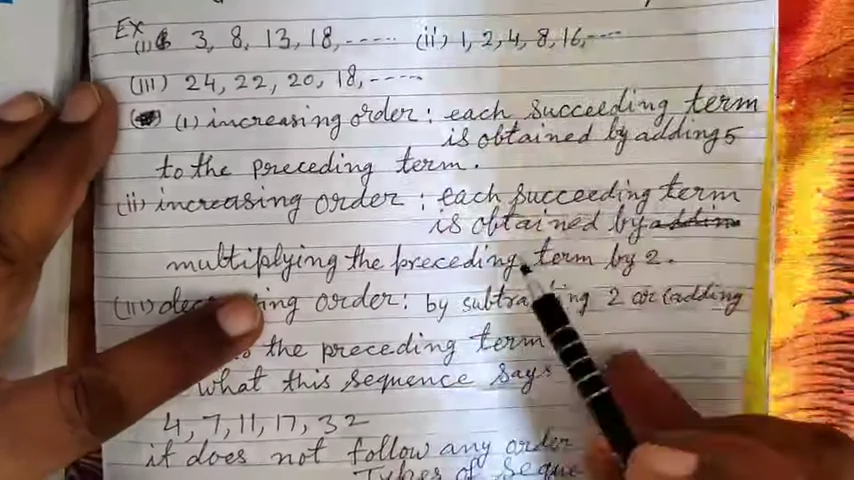 Ex
(i) 3, 8, 13, 18, ----- (ii) 1, 2, 4, 8, 16, ----
(iii) 24, 22, 20, 18, -----
(i) increasing order : each succeeding term
is obtained by adding 5
to the preceding term.
(ii) increasing order : each succeeding term
is obtained by
multiplying the preceding term by 2.
(iii) order : by 2 or (adding
the preceding term
what this sequence says
4, 7, 11, 17, 32
it does not follow any order
Types of